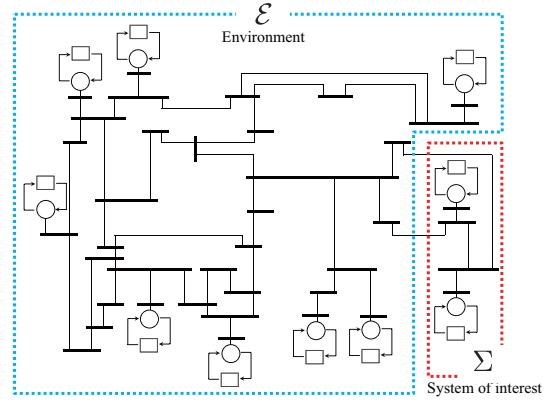 ℰ
Environment
Σ
System of interest